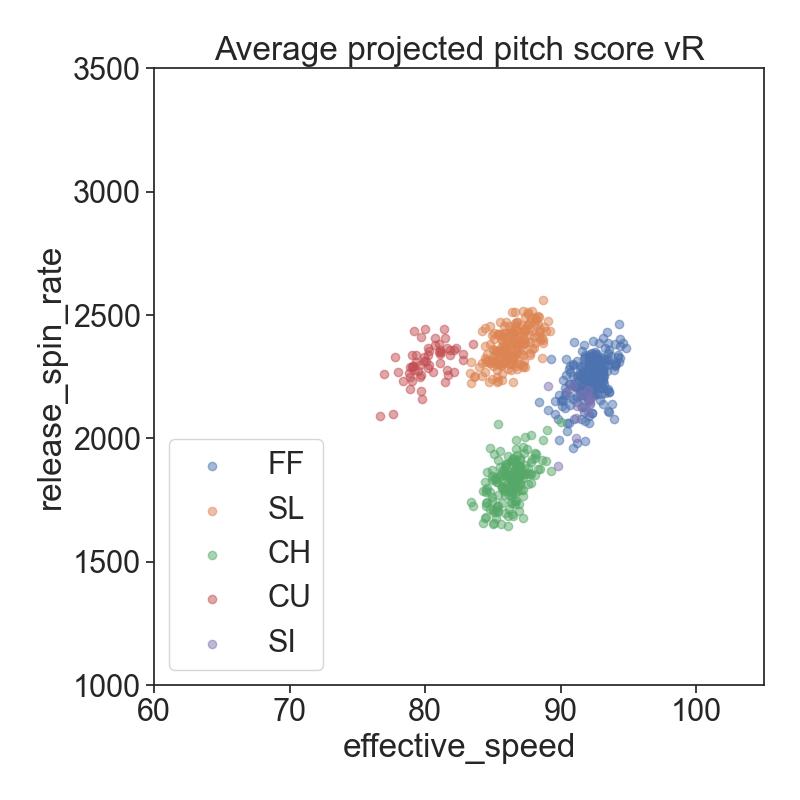 Average projected pitch score vR
3500
3000
2500
2000
1500
1000
release_spin_rate
FF
SL
CH
CU
SI
60
70
80
90
100
effective_speed